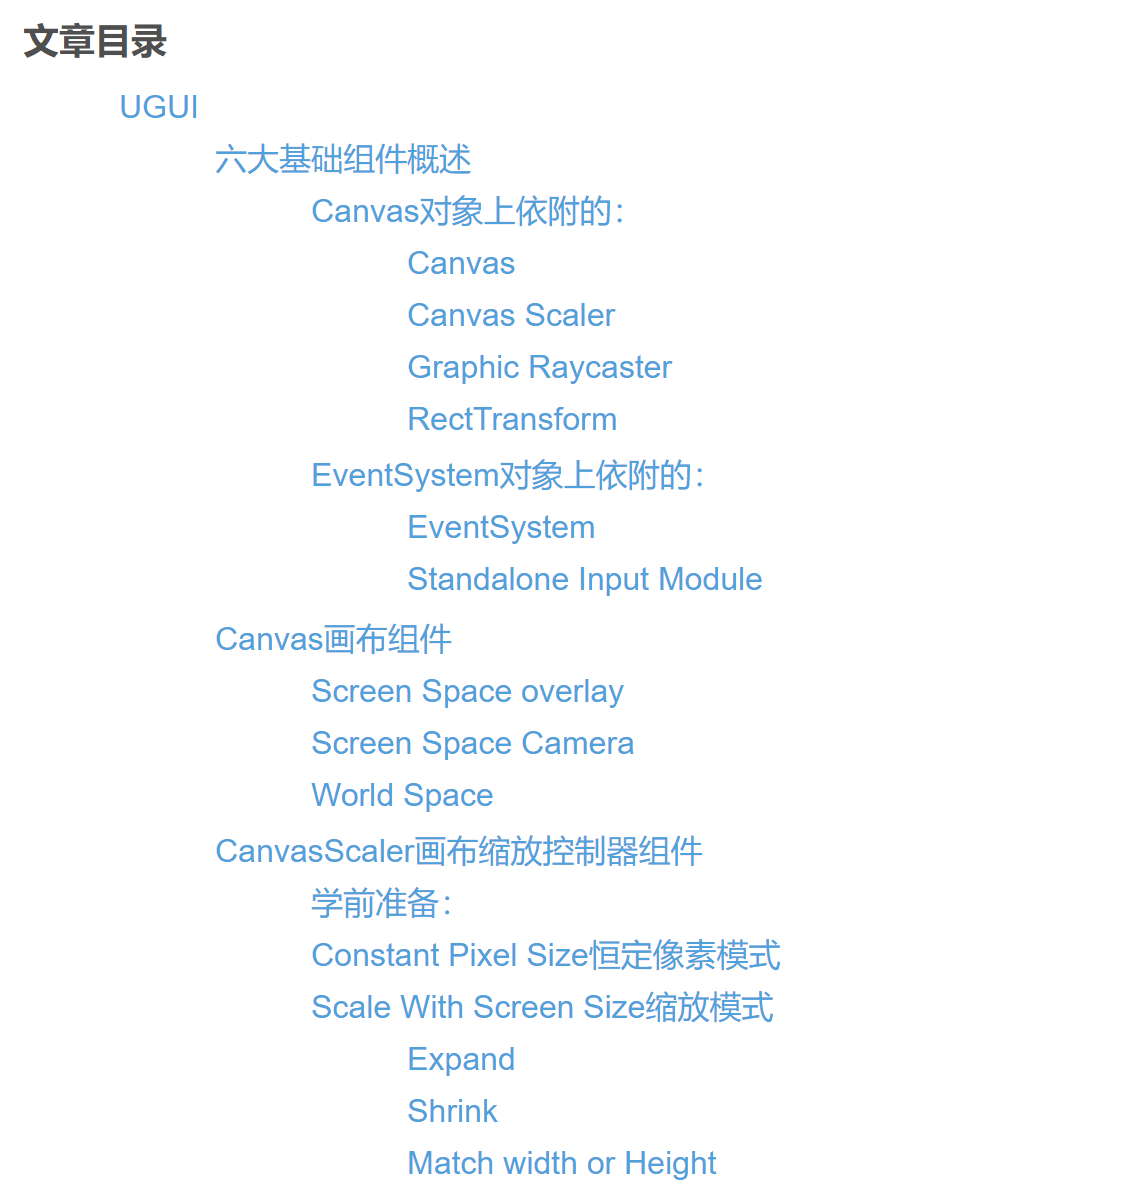 文章目录
UGUI
六大基础组件概述
Canvas对象上依附的：
Canvas
Canvas Scaler
Graphic Raycaster
RectTransform
EventSystem对象上依附的：
EventSystem
Standalone Input Module
Canvas画布组件
Screen Space overlay
Screen Space Camera
World Space
CanvasScaler画布缩放控制器组件
学前准备：
Constant Pixel Size恒定像素模式
Scale With Screen Size缩放模式
Expand
Shrink
Match width or Height